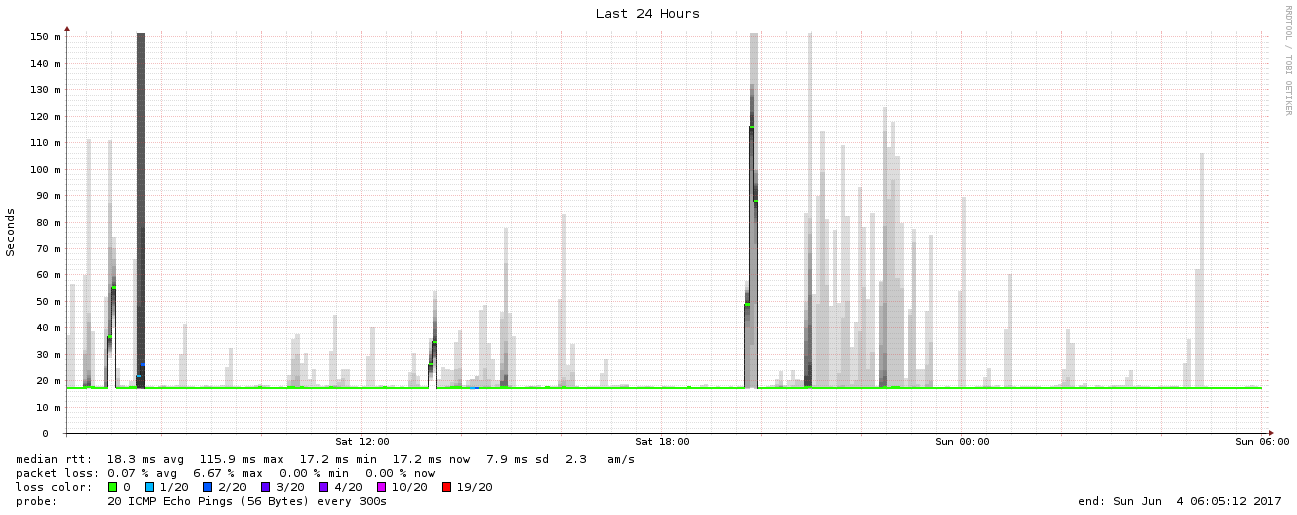 Last 24 Hours
RRDTOOL / TOBI OETIKER
Seconds
150 m
140 m
130 m
120 m
110 m
100 m
90 m
80 m
70 m
60 m
50 m
40 m
30 m
20 m
10 m
0
Sat 12:00 Sat 18:00 Sun 00:00 Sun 06:00
median rtt: 18.3 ms avg 115.9 ms max 17.2 ms min 17.2 ms now 7.9 ms sd 2.3 am/s
packet loss: 0.07 % avg 6.67 % max 0.00 % min 0.00 % now
loss color: 0 1/20 2/20 3/20 4/20 10/20 19/20
probe: 20 ICMP Echo Pings (56 Bytes) every 300s end: Sun Jun 4 06:05:12 2017